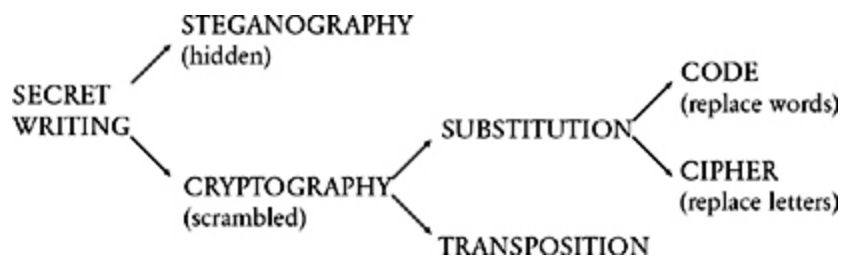 STEGANOGRAPHY
(hidden)
SECRET
WRITING
CRYPTOGRAPHY
(scrambled)
SUBSTITUTION
TRANSPOSITION
CODE
(replace words)
CIPHER
(replace letters)